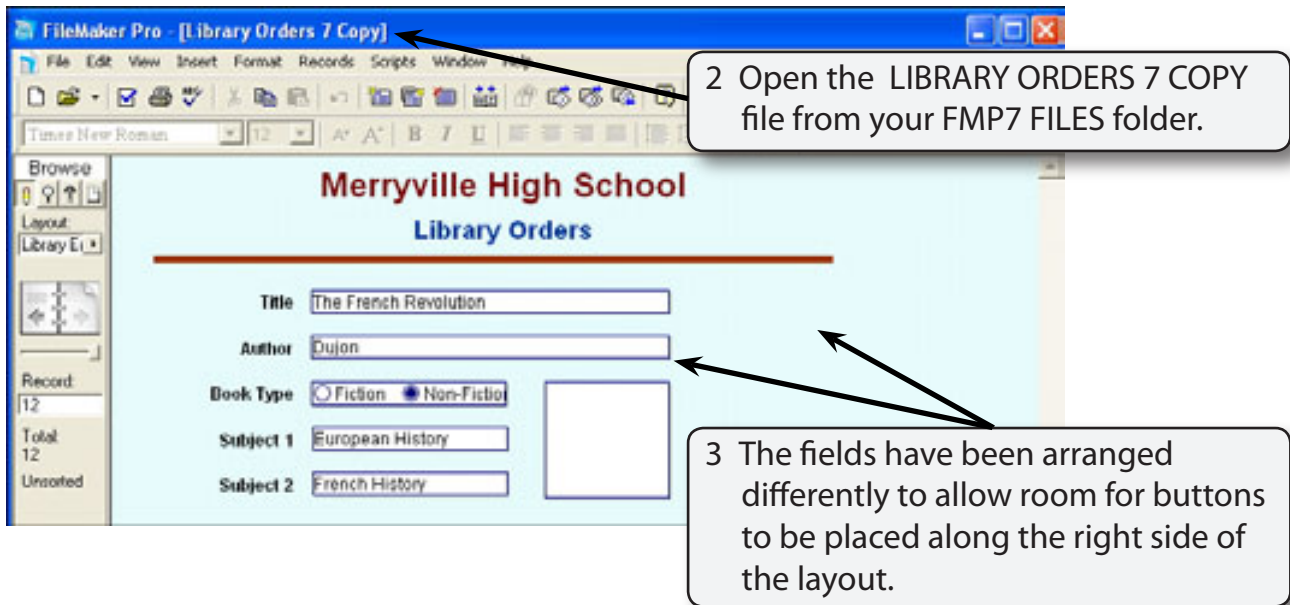 FileMaker Pro - [Library Orders 7 Copy]
File Edit View Insert Format Records Scripts Window Help
2 Open the LIBRARY ORDERS 7 COPY
file from your FMP7 FILES folder.
Times New Roman 12 B I U
Browse
Merryville High School
Layout:
Library Orders
Library E
Title The French Revolution
Author Dujon
Record:
Book Type Fiction Non-Fiction
12
Total:
Subject 1 European History
12
Unsorted
Subject 2 French History
3 The fields have been arranged
differently to allow room for buttons
to be placed along the right side of
the layout.